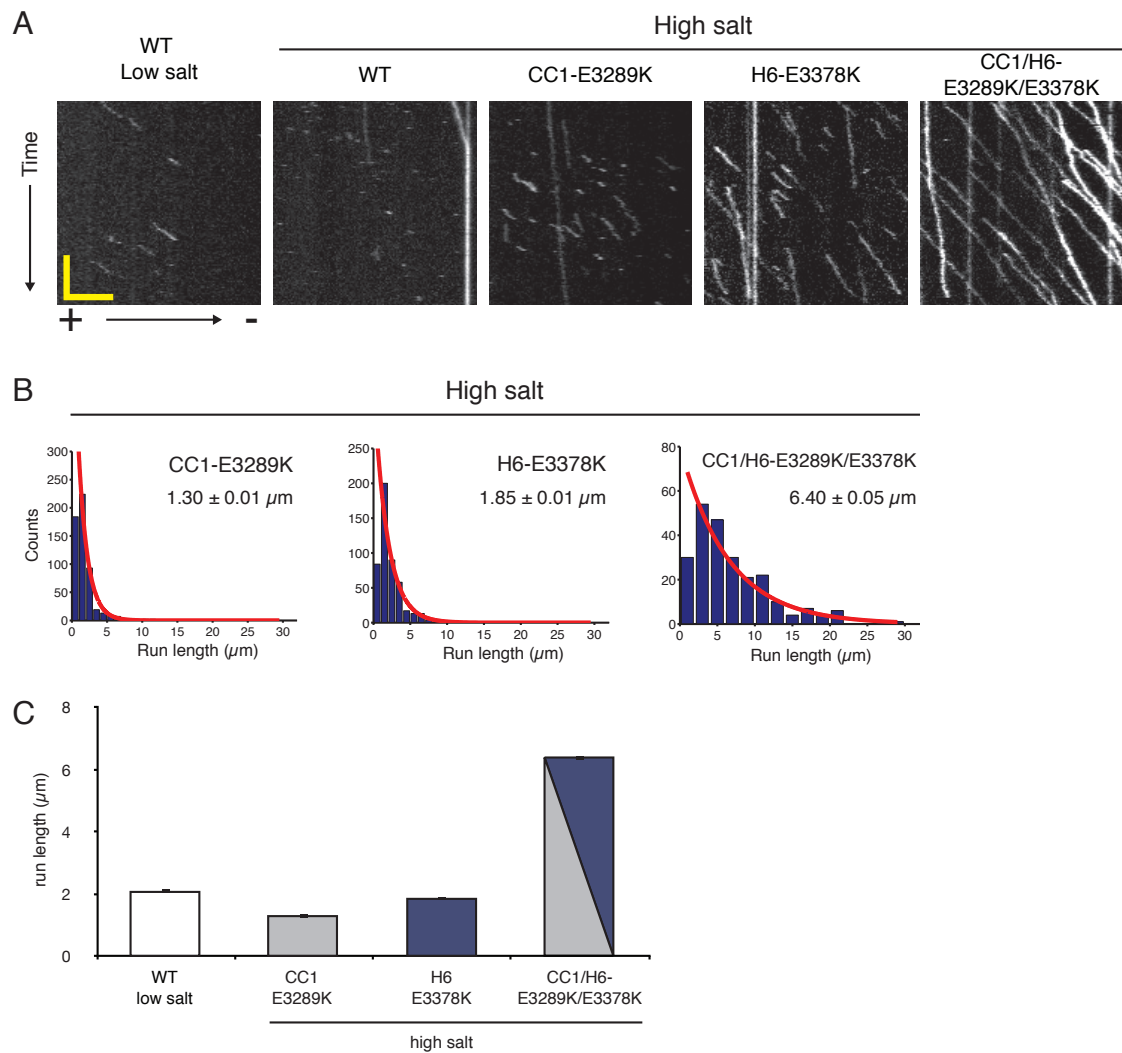 A
WT
Low salt
High salt
WT
CC1-E3289K
H6-E3378K
CC1/H6-
E3289K/E3378K
Time
+
-
B
High salt
CC1-E3289K
1.30 ± 0.01 µm
Counts
300
250
200
150
100
50
0
0 5 10 15 20 25 30
Run length (µm)
H6-E3378K
1.85 ± 0.01 µm
250
200
150
100
50
0
0 5 10 15 20 25 30
Run length (µm)
CC1/H6-E3289K/E3378K
6.40 ± 0.05 µm
80
60
40
20
0
0 5 10 15 20 25 30
Run length (µm)
C
run length (µm)
8
6
4
2
0
WT
low salt
CC1
E3289K
H6
E3378K
CC1/H6-
E3289K/E3378K
high salt